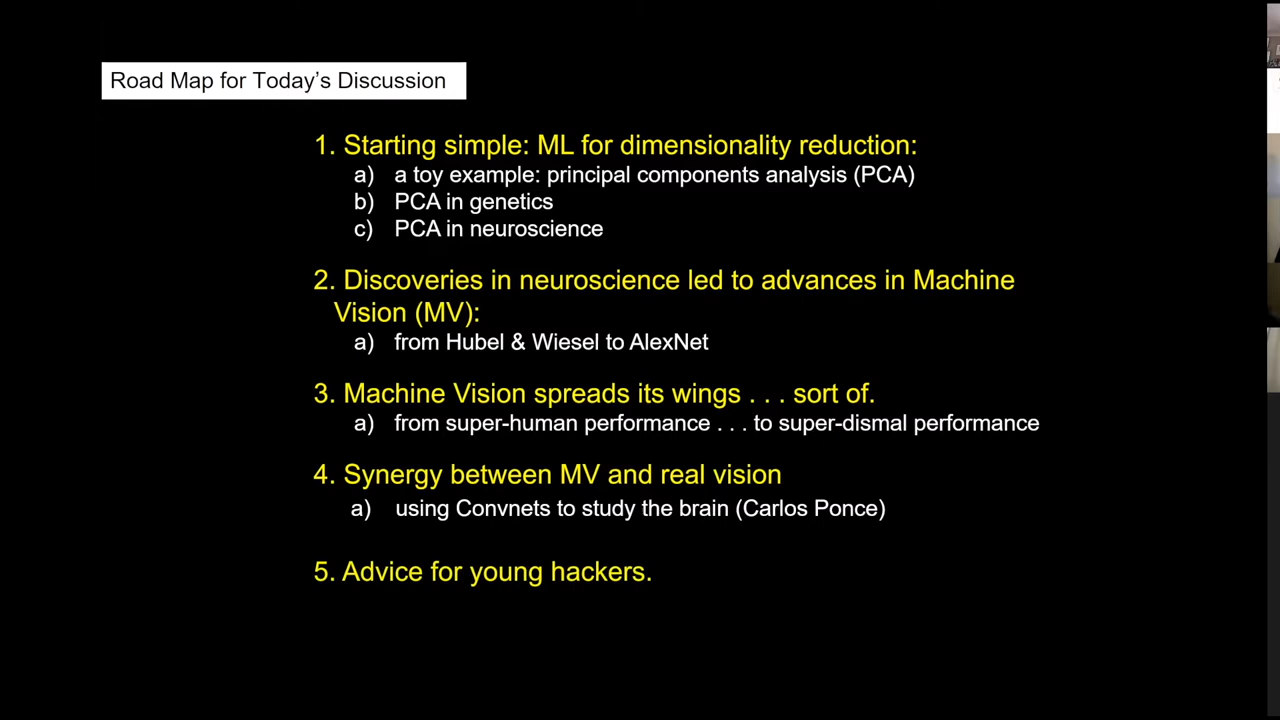 Road Map for Today’s Discussion
1. Starting simple: ML for dimensionality reduction:
a) a toy example: principal components analysis (PCA)
b) PCA in genetics
c) PCA in neuroscience
2. Discoveries in neuroscience led to advances in Machine
Vision (MV):
a) from Hubel & Wiesel to AlexNet
3. Machine Vision spreads its wings . . . sort of.
a) from super-human performance . . . to super-dismal performance
4. Synergy between MV and real vision
a) using Convnets to study the brain (Carlos Ponce)
5. Advice for young hackers.